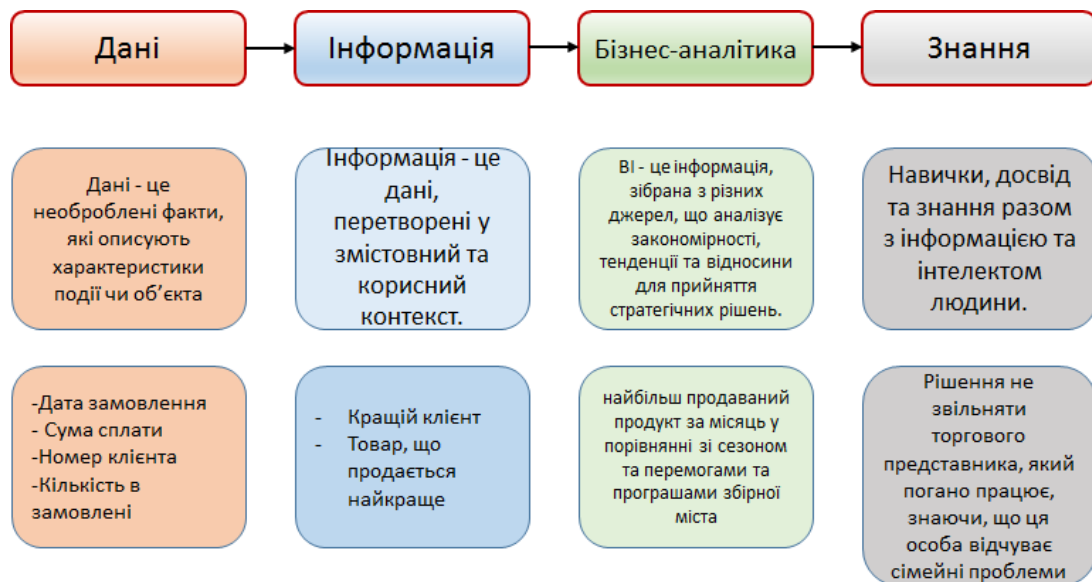 Дані
Інформація
Бізнес-аналітика
Знання
Дані - це
необроблені факти,
які описують
характеристики
події чи об’єкта
Інформація - це
дані,
перетворені у
змістовний та
корисний
контекст.
BI - це інформація,
зібрана з різних
джерел, що аналізує
закономірності,
тенденції та відносини
для прийняття
стратегічних рішень.
Навички, досвід
та знання разом
з інформацією та
інтелектом
людини.
-Дата замовлення
- Сума сплати
-Номер клієнта
-Кількість в
замовлені
- Кращій клієнт
- Товар, що
продається
найкраще
найбільш продаваний
продукт за місяць у
порівнянні зі сезоном
та перемогами та
програшами збірної
міста
Рішення не
звільняти
торгового
представника, який
погано працює,
знаючи, що ця
особа відчуває
сімейні проблеми